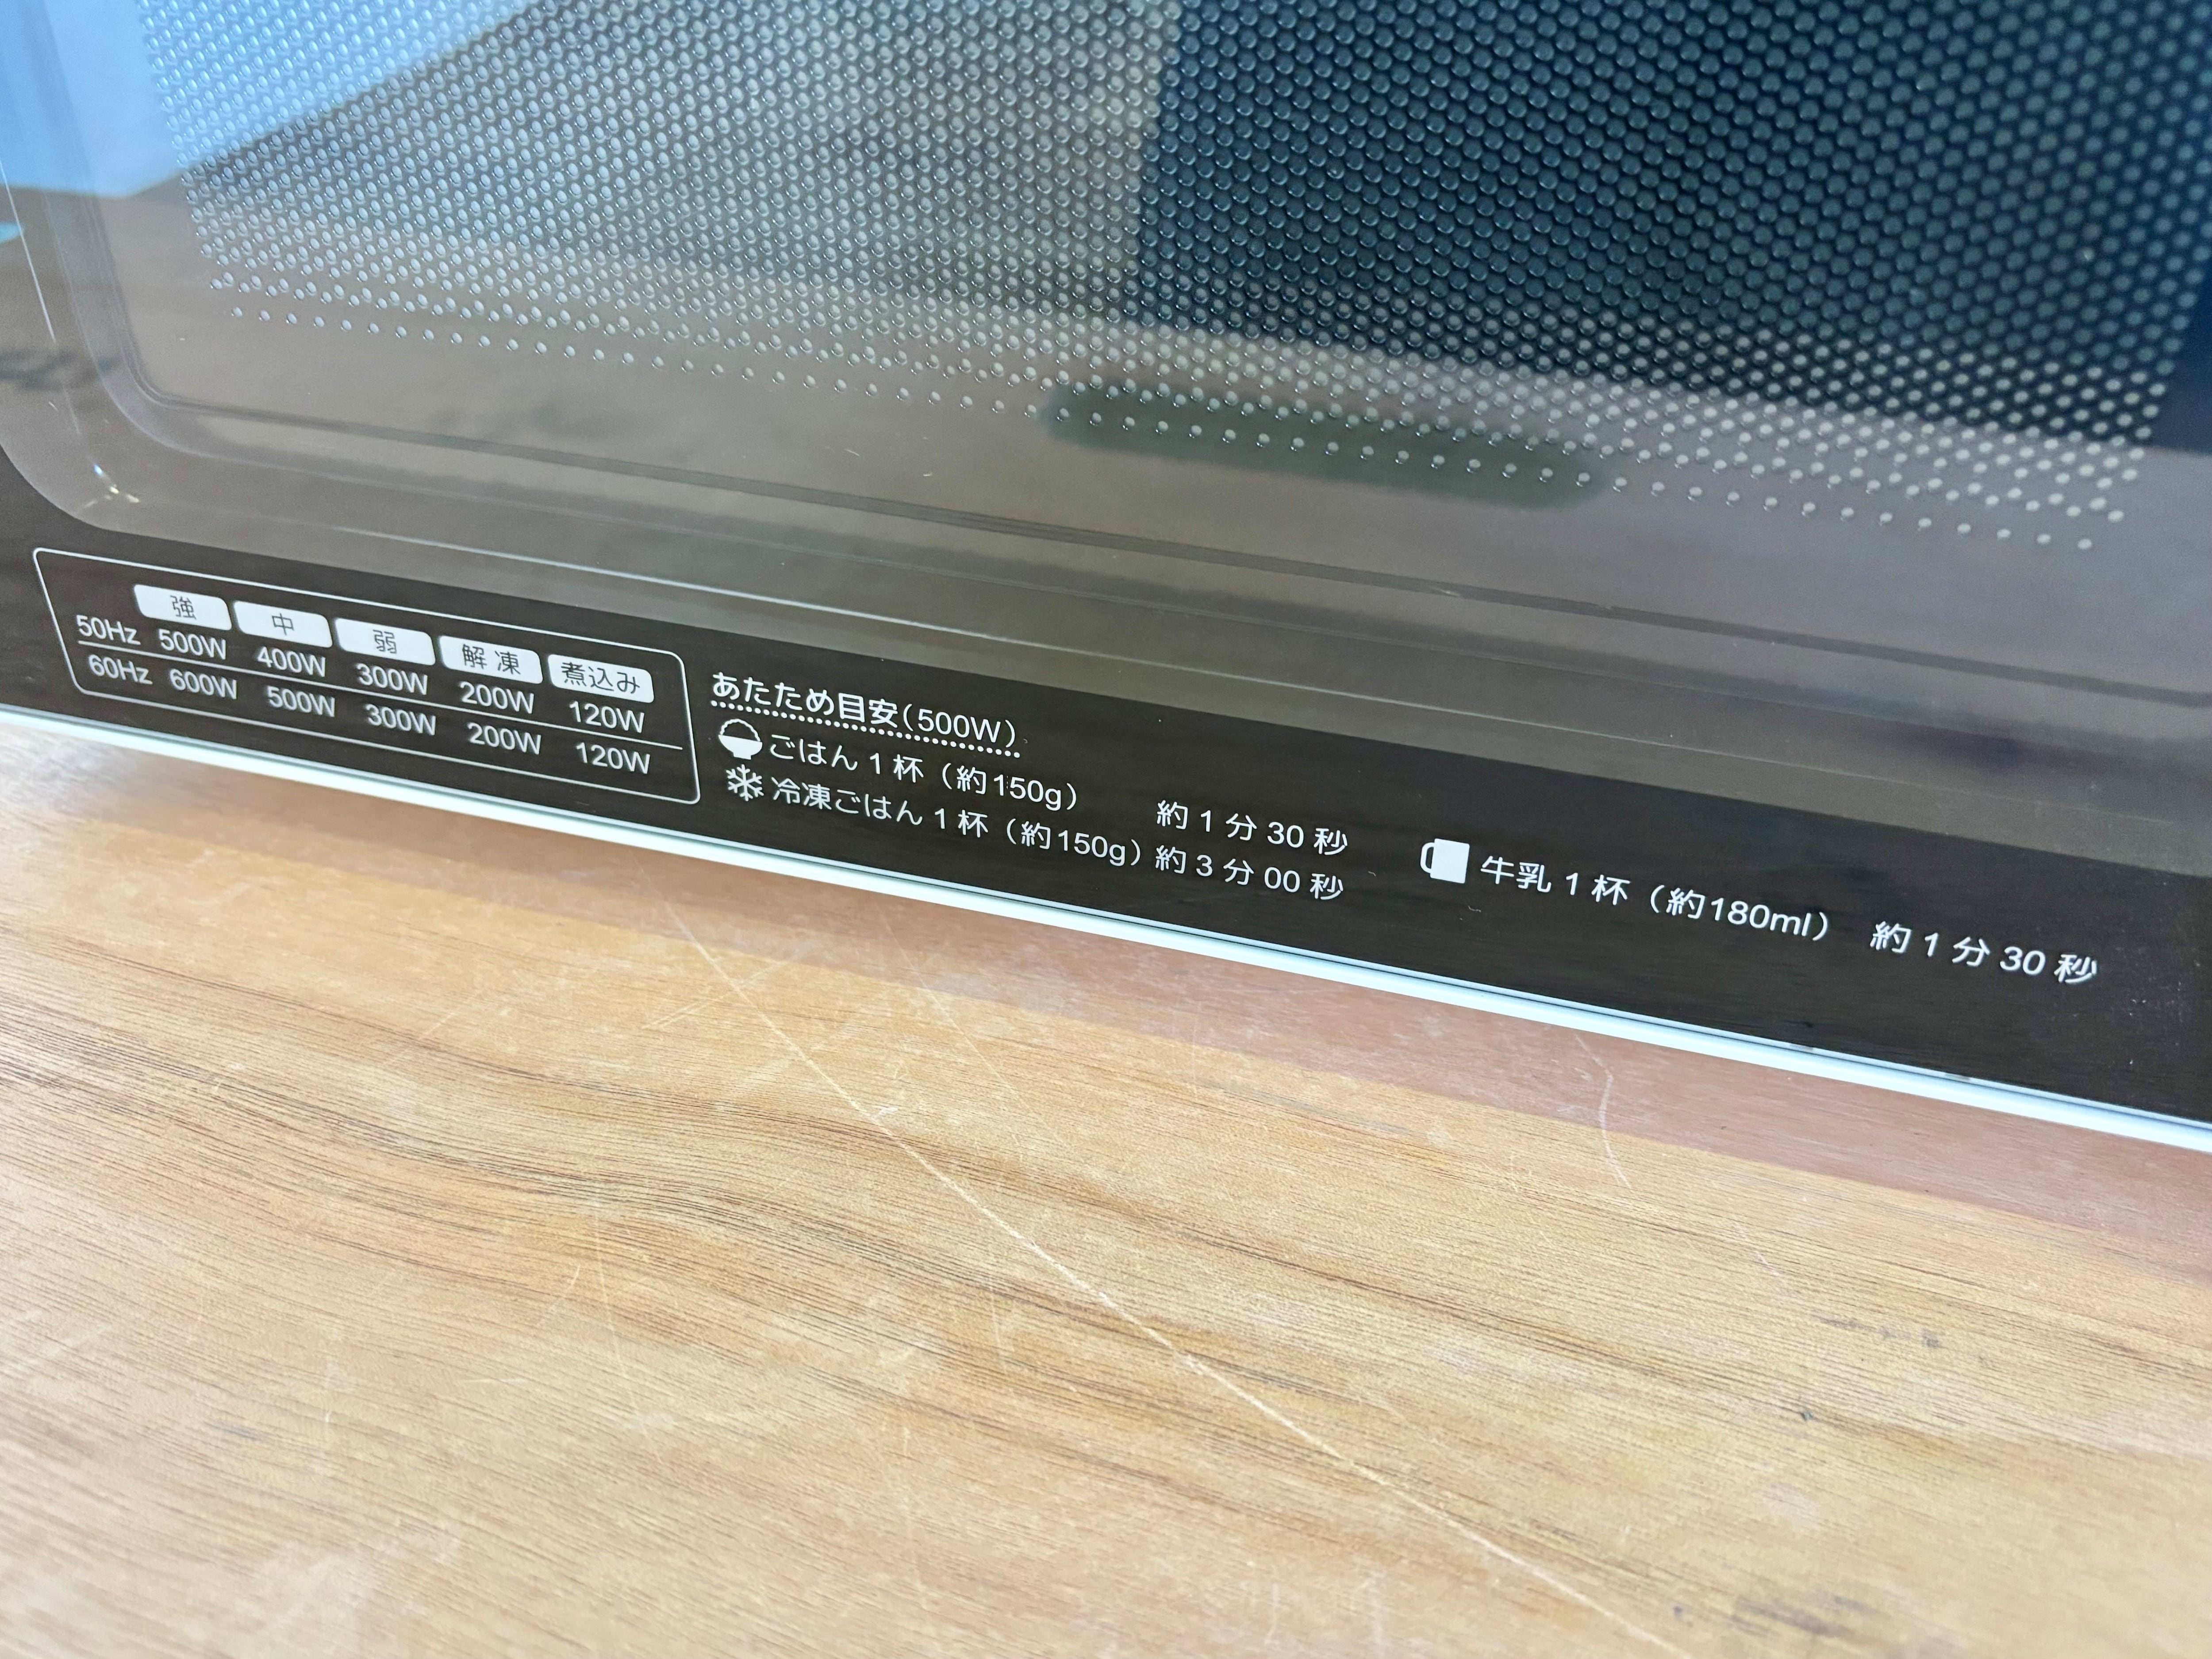 強 中 弱 解凍 煮込み
50Hz 500W 400W 300W 200W 120W
60Hz 600W 500W 300W 200W 120W
あたため目安(500W)
ごはん 1 杯（約150g） 約 1 分 30 秒
冷凍ごはん 1 杯（約150g）約 3 分 00 秒
牛乳 1 杯（約180ml） 約 1 分 30 秒